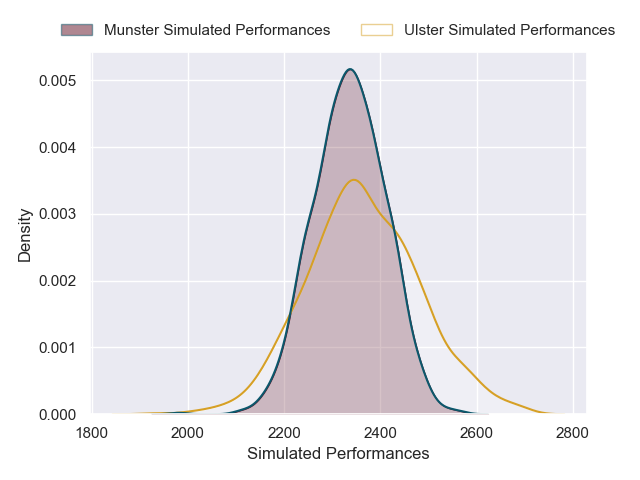 Munster Simulated Performances Ulster Simulated Performances
0.005
0.004
0.003
0.002
0.001
0.000
Density
1800 2000 2200 2400 2600 2800
Simulated Performances